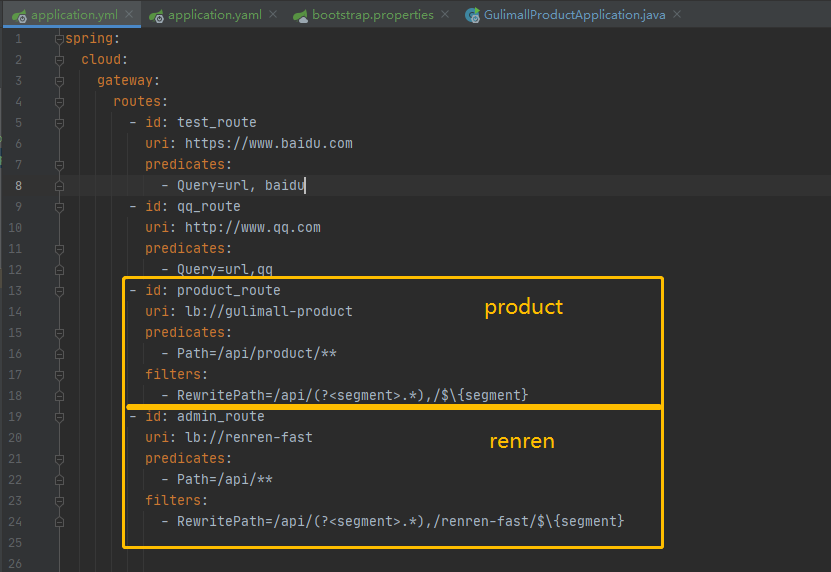 application.yml application.yaml bootstrap.properties GulimallProductApplication.java
1 spring:
2 cloud:
3 gateway:
4 routes:
5 - id: test_route
6 uri: https://www.baidu.com
7 predicates:
8 - Query=url, baidu
9 - id: qq_route
10 uri: http://www.qq.com
11 predicates:
12 - Query=url,qq
13 - id: product_route
product
14 uri: lb://gulimall-product
15 predicates:
16 - Path=/api/product/**
17 filters:
18 - RewritePath=/api/(?<segment>.*),/$\{segment}
19 - id: admin_route
renren
20 uri: lb://renren-fast
21 predicates:
22 - Path=/api/**
23 filters:
24 - RewritePath=/api/(?<segment>.*),/renren-fast/$\{segment}
25
26